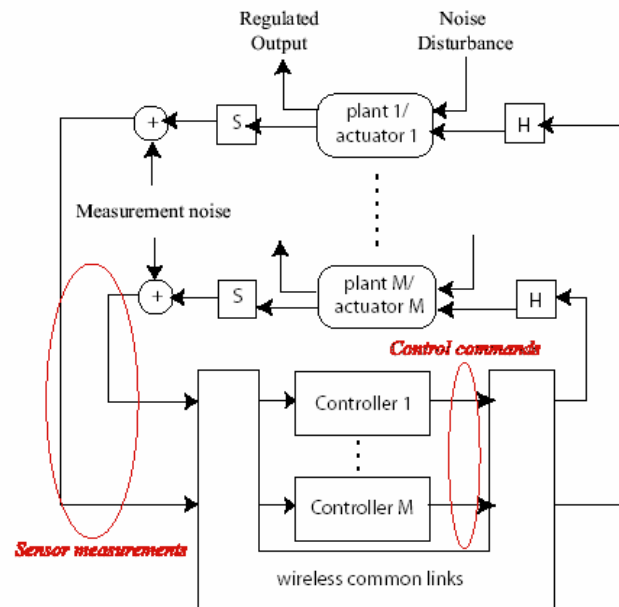 Regulated
Output
Noise
Disturbance
plant 1/
actuator 1
S
+
H
Measurement noise
plant M/
actuator M
S
+
H
Control commands
Controller 1
Controller M
Sensor measurements
wireless common links